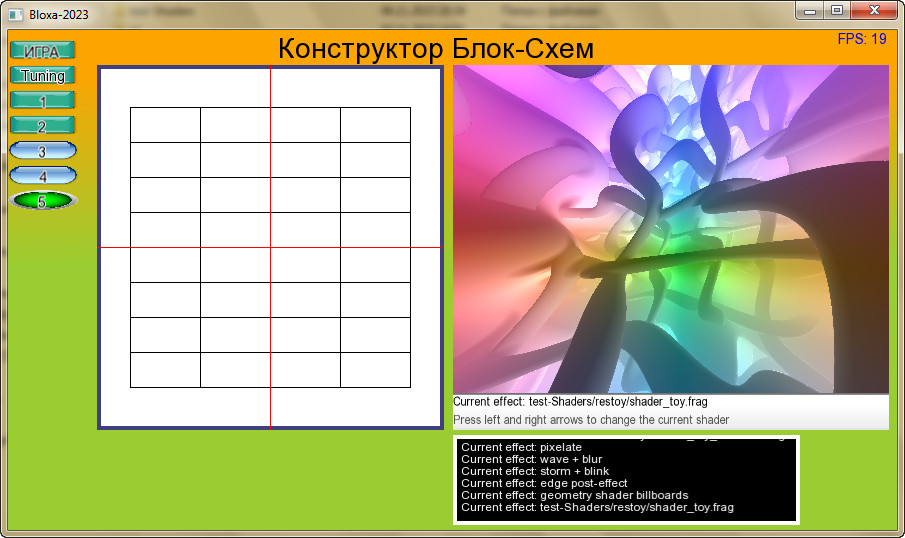 Bloxa-2023
Конструктор Блок-Схем
FPS: 19
ИГРА
Tuning
1
2
3
4
5
Current effect: test-Shaders/restoy/shader_toy.frag
Press left and right arrows to change the current shader
Current effect: pixelate
Current effect: wave + blur
Current effect: storm + blink
Current effect: edge post-effect
Current effect: geometry shader billboards
Current effect: test-Shaders/restoy/shader_toy.frag